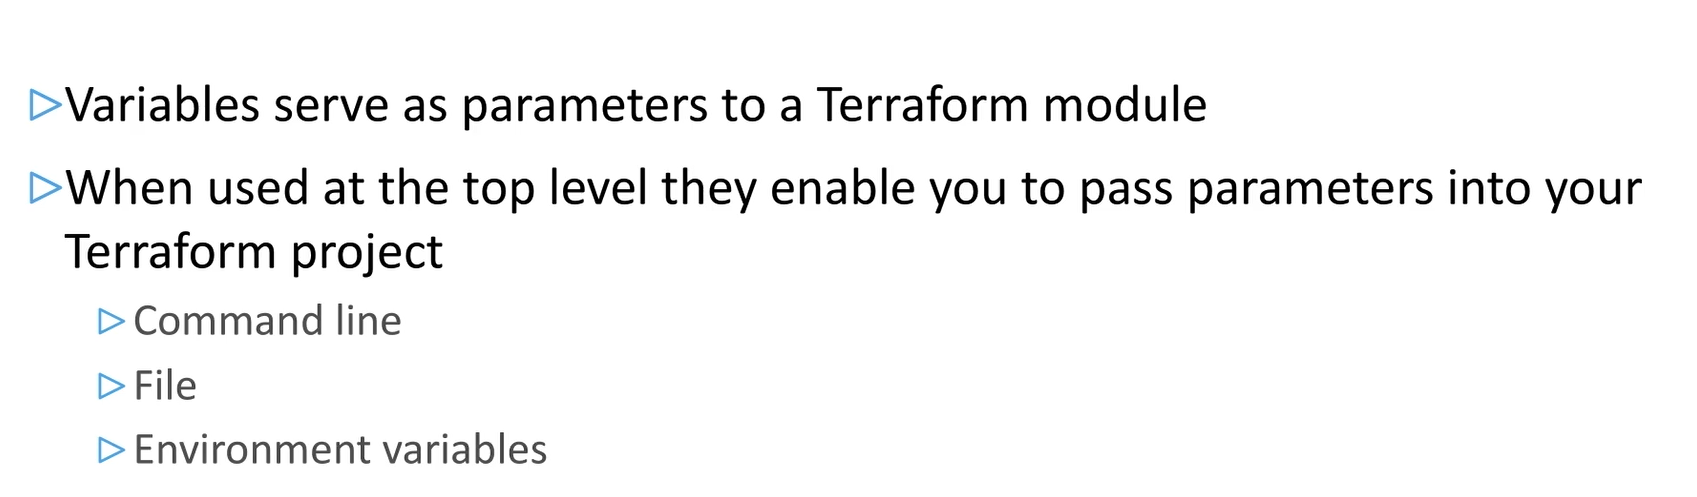 Variables serve as parameters to a Terraform module
When used at the top level they enable you to pass parameters into your
Terraform project
Command line
File
Environment variables